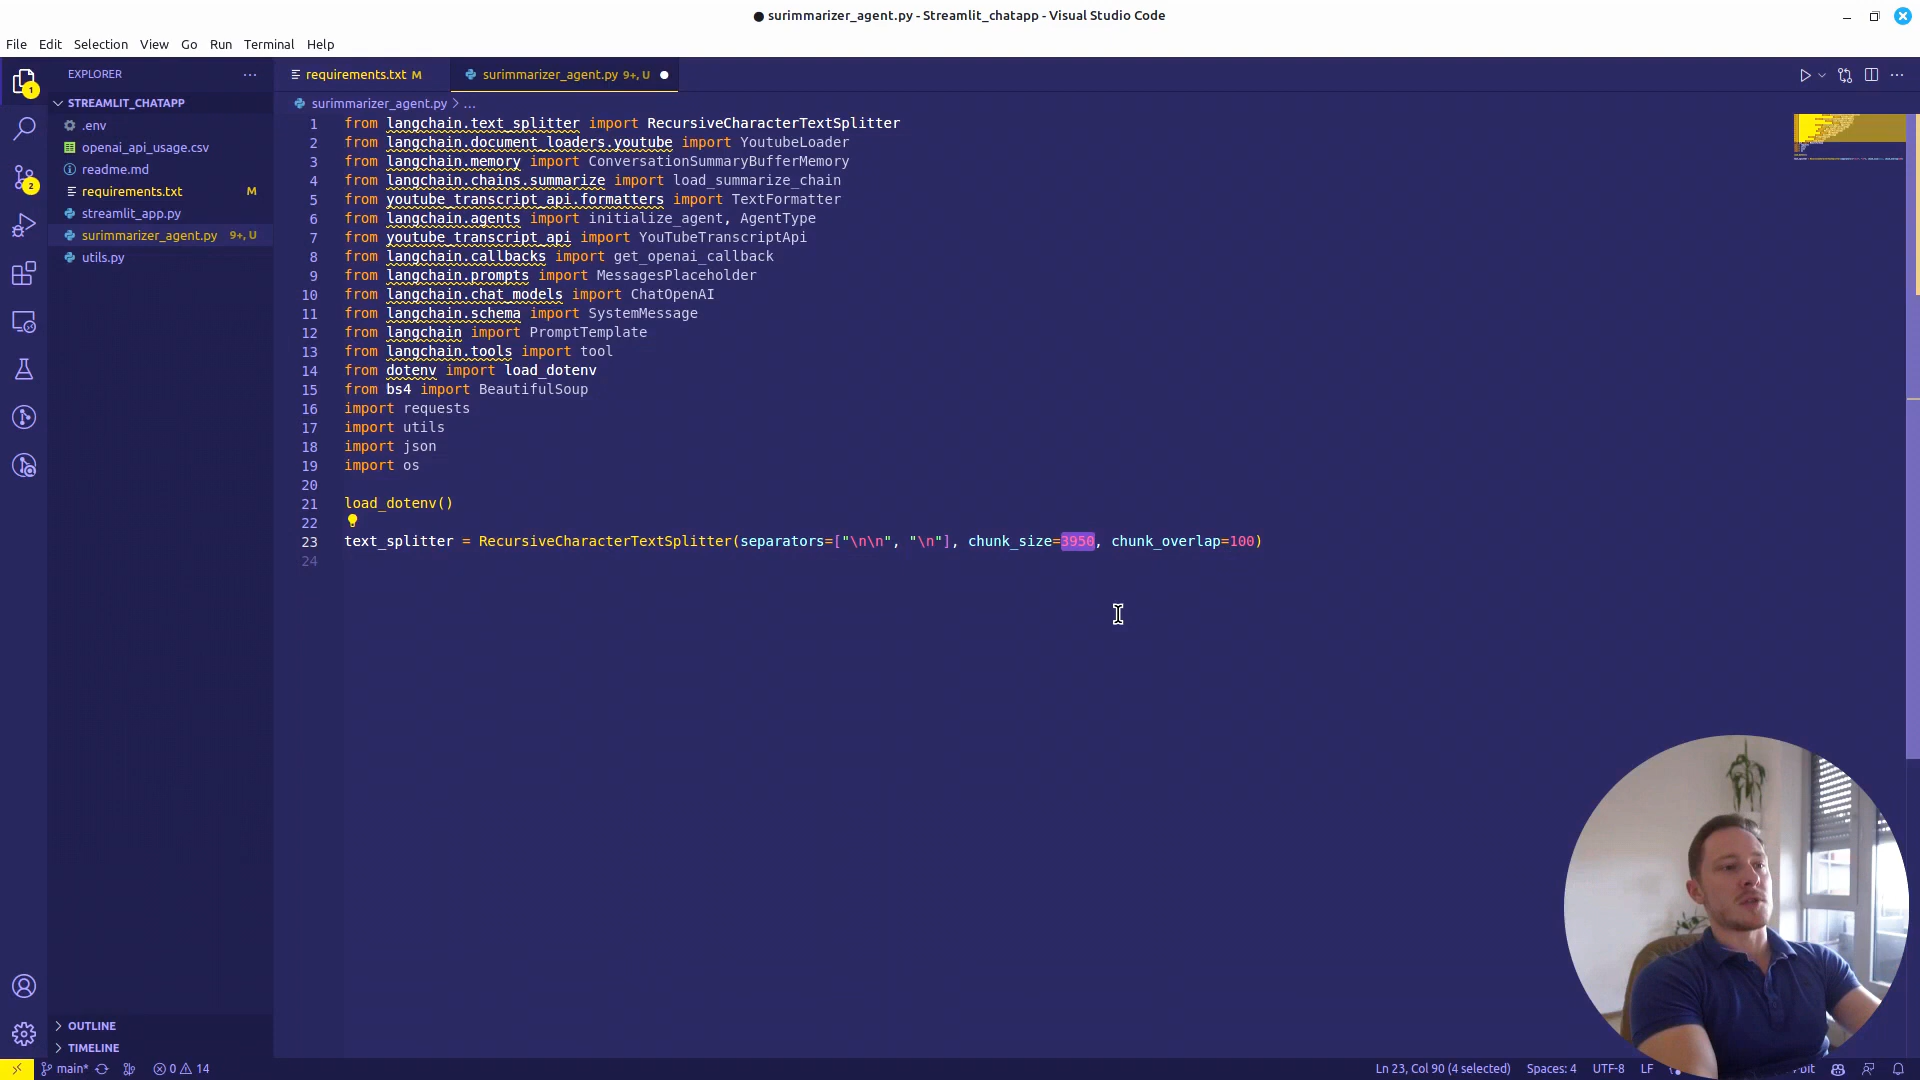 ● surimmarizer_agent.py - Streamlit_chatapp - Visual Studio Code
File Edit Selection View Go Run Terminal Help
EXPLORER
requirements.txt M
surimmarizer_agent.py 9+, U
STREAMLIT_CHATAPP
.env
openai_api_usage.csv
readme.md
requirements.txt M
streamlit_app.py
surimmarizer_agent.py 9+, U
utils.py
1
2
surimmarizer_agent.py > ...
1 from langchain.text_splitter import RecursiveCharacterTextSplitter
2 from langchain.document_loaders.youtube import YoutubeLoader
3 from langchain.memory import ConversationSummaryBufferMemory
4 from langchain.chains.summarize import load_summarize_chain
5 from youtube_transcript_api.formatters import TextFormatter
6 from langchain.agents import initialize_agent, AgentType
7 from youtube_transcript_api import YouTubeTranscriptApi
8 from langchain.callbacks import get_openai_callback
9 from langchain.prompts import MessagesPlaceholder
10 from langchain.chat_models import ChatOpenAI
11 from langchain.schema import SystemMessage
12 from langchain import PromptTemplate
13 from langchain.tools import tool
14 from dotenv import load_dotenv
15 from bs4 import BeautifulSoup
16 import requests
17 import utils
18 import json
19 import os
20
21 load_dotenv()
22
23 text_splitter = RecursiveCharacterTextSplitter(separators=["\n\n", "\n"], chunk_size=3950, chunk_overlap=100)
24
OUTLINE
TIMELINE
main* 0 14
Ln 23, Col 90 (4 selected) Spaces: 4 UTF-8 LF